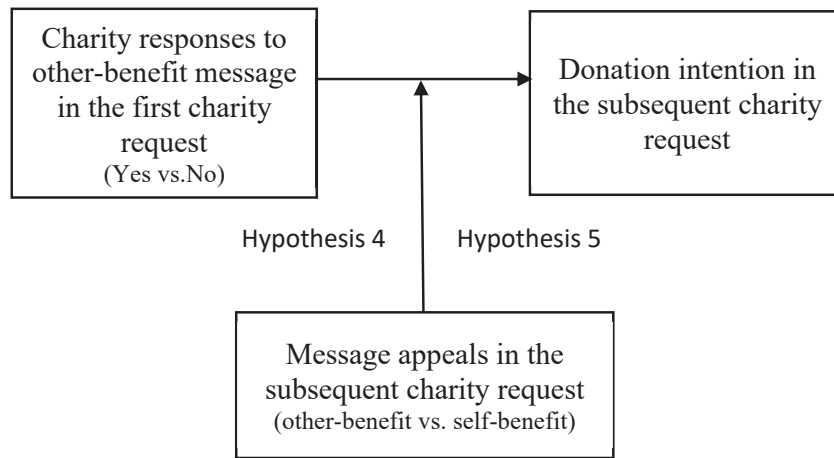 Charity responses to
other-benefit message
in the first charity
request
(Yes vs.No)
Donation intention in
the subsequent charity
request
Hypothesis 4
Hypothesis 5
Message appeals in the
subsequent charity request
(other-benefit vs. self-benefit)